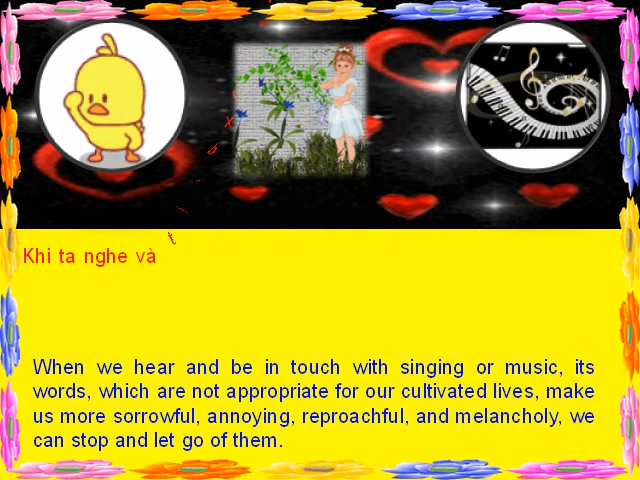 Khi ta nghe và
When we hear and be in touch with singing or music, its
words, which are not appropriate for our cultivated lives, make
us more sorrowful, annoying, reproachful, and melancholy, we
can stop and let go of them.